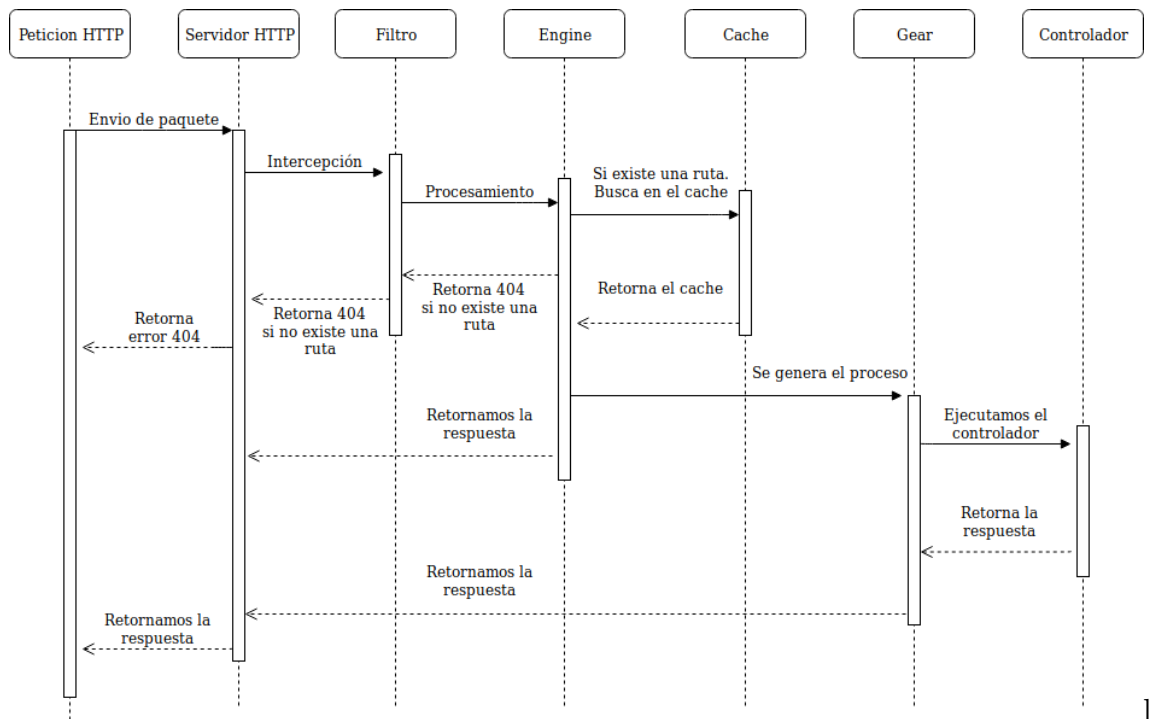 Peticion HTTP
Servidor HTTP
Filtro
Engine
Cache
Gear
Controlador
Envio de paquete
Intercepción
Procesamiento
Si existe una ruta.
Busca en el cache
Retorna 404
si no existe una
ruta
Retorna el cache
Retorna 404
si no existe una
ruta
Retorna
error 404
Se genera el proceso
Retornamos la
respuesta
Ejecutamos el
controlador
Retorna la
respuesta
Retornamos la
respuesta
Retornamos la
respuesta
]